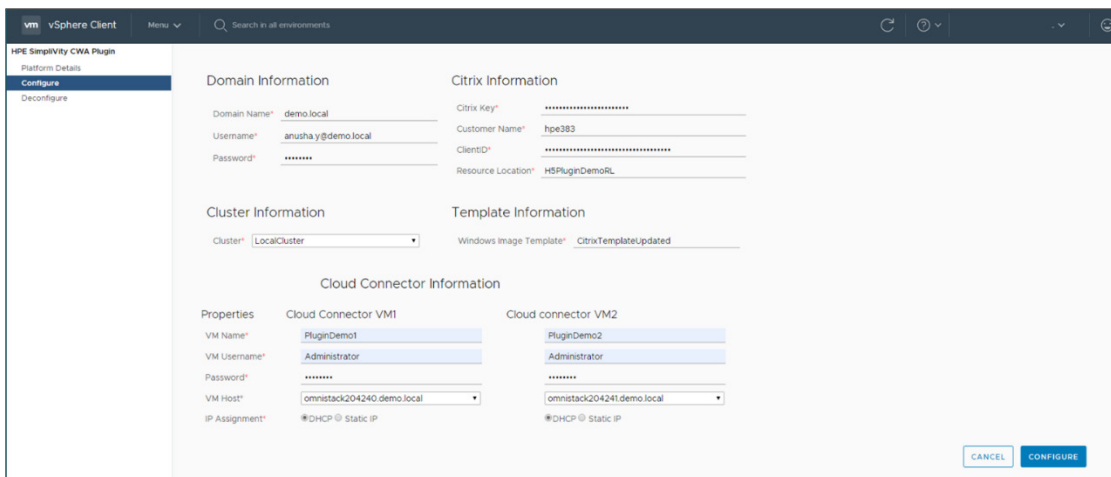 vm vSphere Client Menu Search in all environments
HPE SimpliVity CWA Plugin
Platform Details
Configure
Deconfigure
Domain Information
Domain Name* demo.local
Username* anusha.y@demo.local
Password* ••••••••
Citrix Information
Citrix Key* ••••••••••••••••••••••••
Customer Name* hpe383
ClientID* ••••••••••••••••••••••••••••••••••••
Resource Location* H5PluginDemoRL
Cluster Information
Cluster* LocalCluster
Template Information
Windows Image Template* CitrixTemplateUpdated
Cloud Connector Information
Properties Cloud Connector VM1 Cloud connector VM2
VM Name* PluginDemo1 PluginDemo2
VM Username* Administrator Administrator
Password* •••••••• ••••••••
VM Host* omnistack204240.demo.local omnistack204241.demo.local
IP Assignment* DHCP Static IP DHCP Static IP
CANCEL CONFIGURE